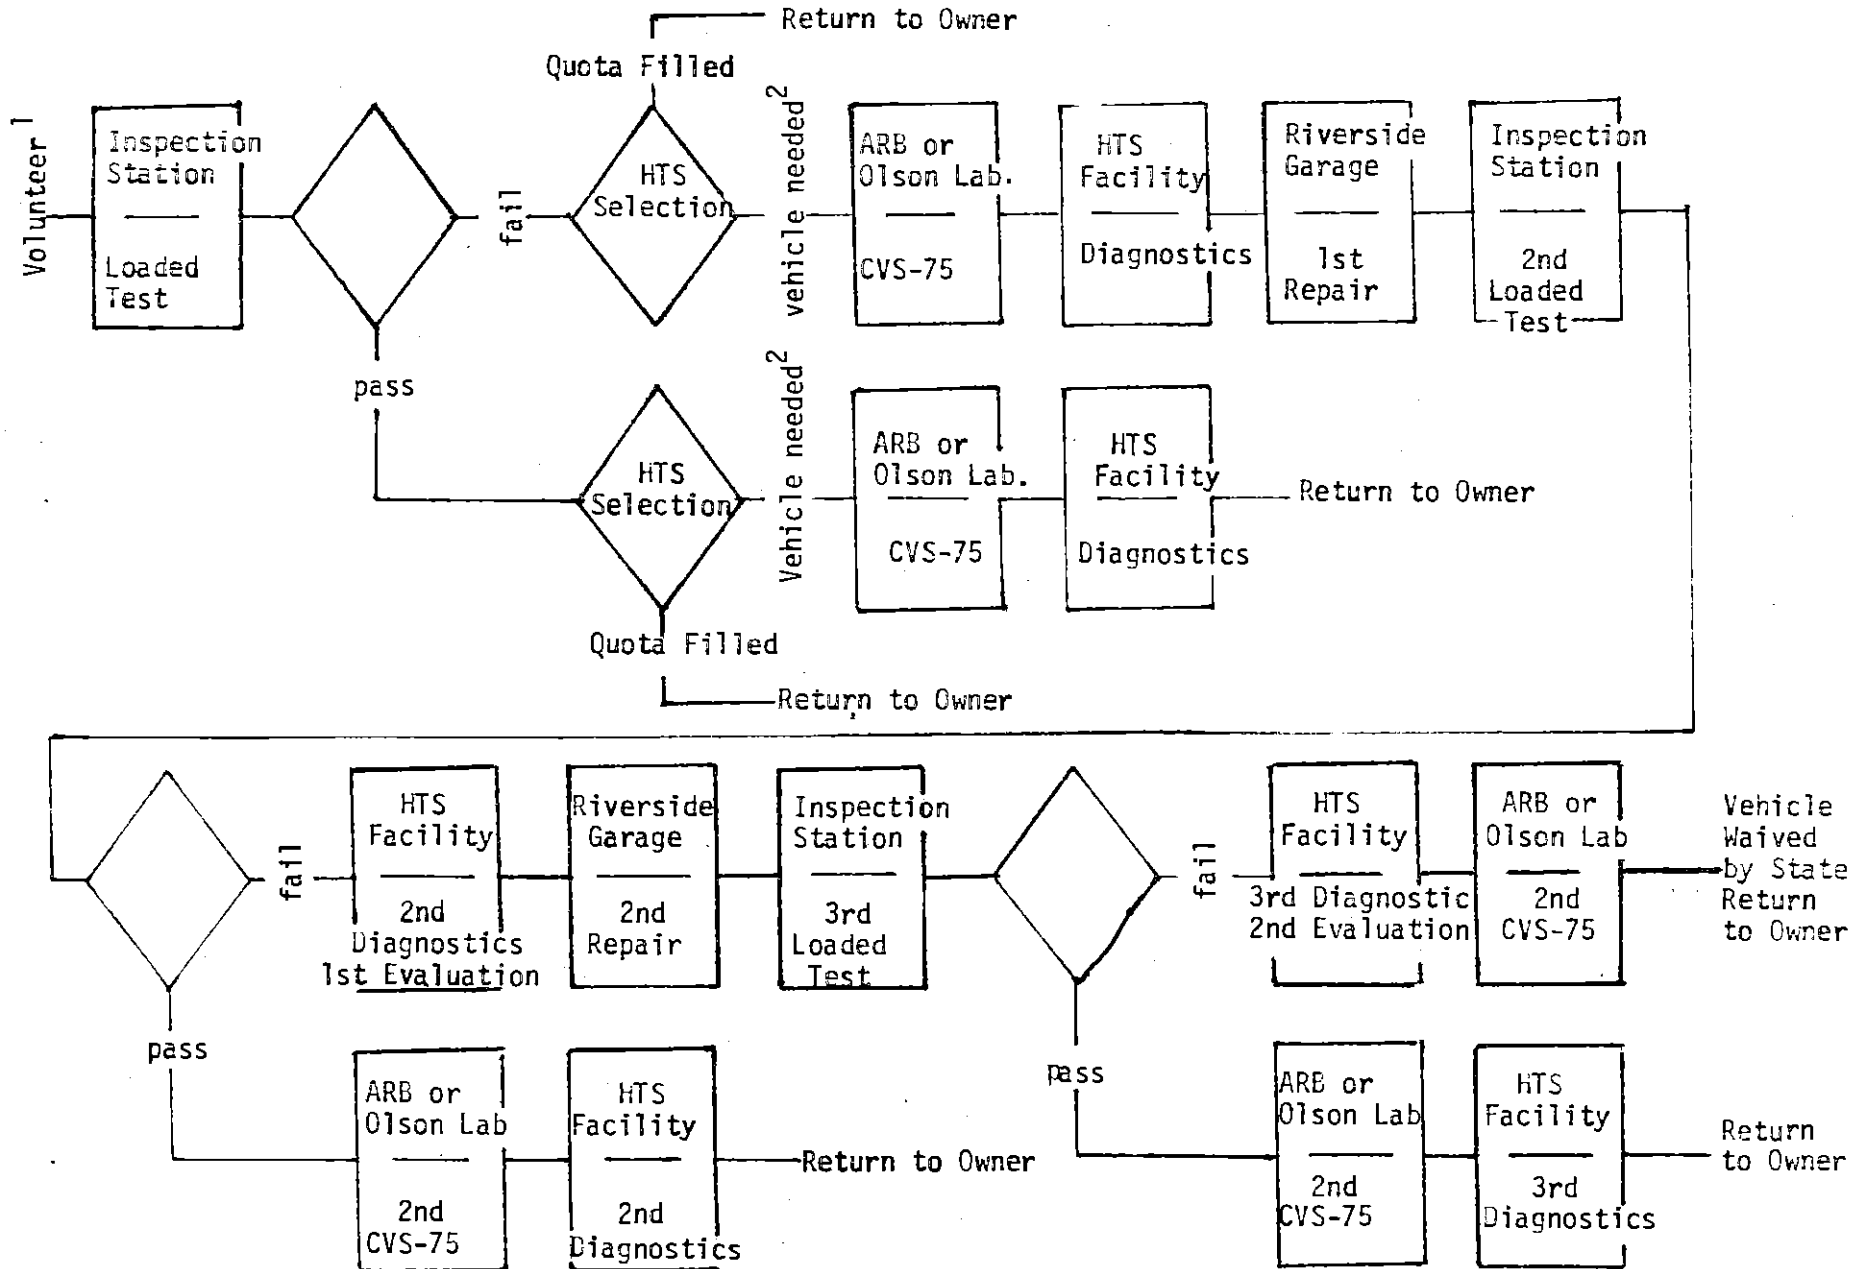 Return to Owner
Quota Filled
Volunteer1
Inspection
Station
Loaded
Test
fail
HTS
Selection
vehicle needed2
ARB or
Olson Lab.
CVS-75
HTS
Facility
Diagnostics
Riverside
Garage
1st
Repair
Inspection
Station
2nd
Loaded
Test
pass
HTS
Selection
Vehicle needed2
ARB or
Olson Lab.
CVS-75
HTS
Facility
Diagnostics
Return to Owner
Quota Filled
Return to Owner
fail
HTS
Facility
2nd
Diagnostics
1st Evaluation
Riverside
Garage
2nd
Repair
Inspection
Station
3rd
Loaded
Test
fail
HTS
Facility
3rd Diagnostic
2nd Evaluation
ARB or
Olson Lab
2nd
CVS-75
Vehicle
Waived
by State
Return
to Owner
pass
ARB or
Olson Lab
2nd
CVS-75
HTS
Facility
2nd
Diagnostics
Return to Owner
pass
ARB or
Olson Lab
2nd
CVS-75
HTS
Facility
3rd
Diagnostics
Return
to Owner